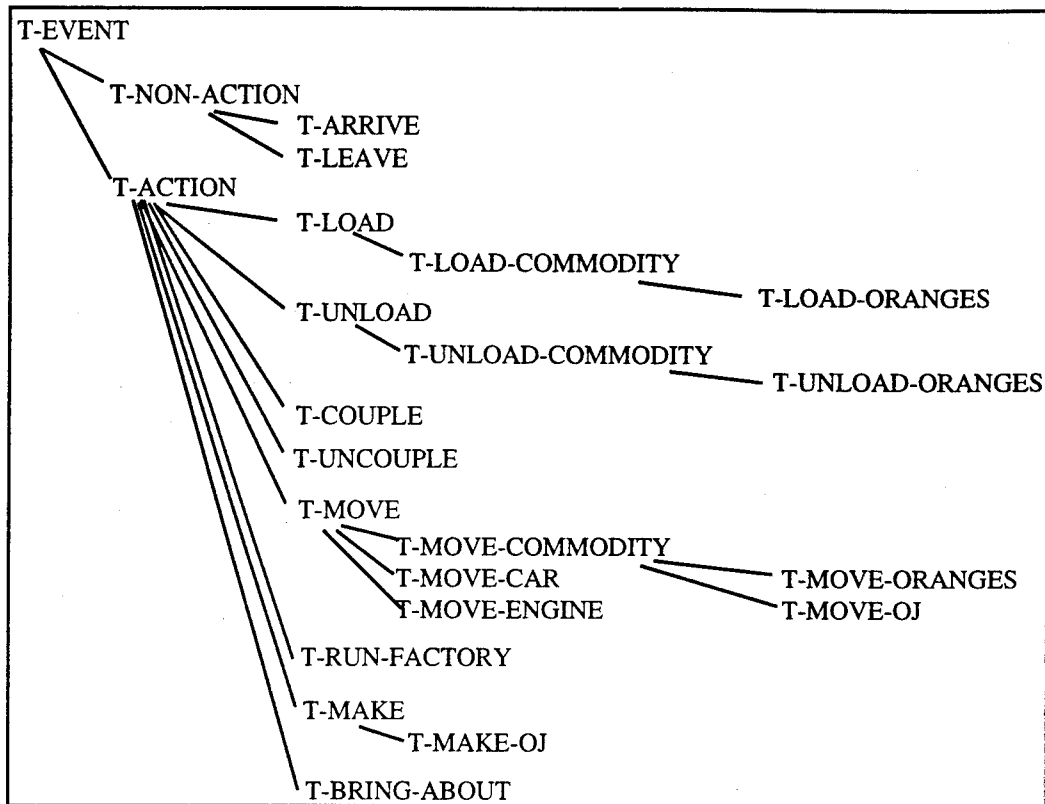 T-EVENT
T-NON-ACTION
T-ARRIVE
T-LEAVE
T-ACTION
T-LOAD
T-LOAD-COMMODITY
T-LOAD-ORANGES
T-UNLOAD
T-UNLOAD-COMMODITY
T-UNLOAD-ORANGES
T-COUPLE
T-UNCOUPLE
T-MOVE
T-MOVE-COMMODITY
T-MOVE-ORANGES
T-MOVE-CAR
T-MOVE-ENGINE
T-MOVE-OJ
T-RUN-FACTORY
T-MAKE
T-MAKE-OJ
T-BRING-ABOUT